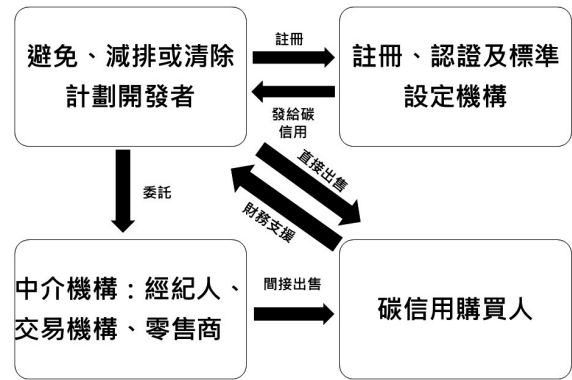 避免、減排或清除
計劃開發者
註冊
註冊、認證及標準
設定機構
發給碳
信用
直接出售
財務支援
委託
中介機構：經紀人、
交易機構、零售商
間接出售
碳信用購買人